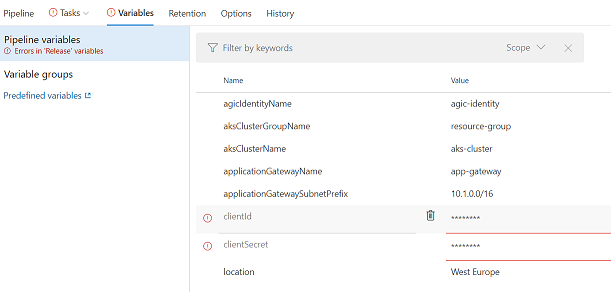 Pipeline Tasks Variables Retention Options History
Pipeline variables
Errors in 'Release' variables
Variable groups
Predefined variables
Filter by keywords Scope
Name Value
agicIdentityName agic-identity
aksClusterGroupName resource-group
aksClusterName aks-cluster
applicationGatewayName app-gateway
applicationGatewaySubnetPrefix 10.1.0.0/16
clientId ********
clientSecret ********
location West Europe